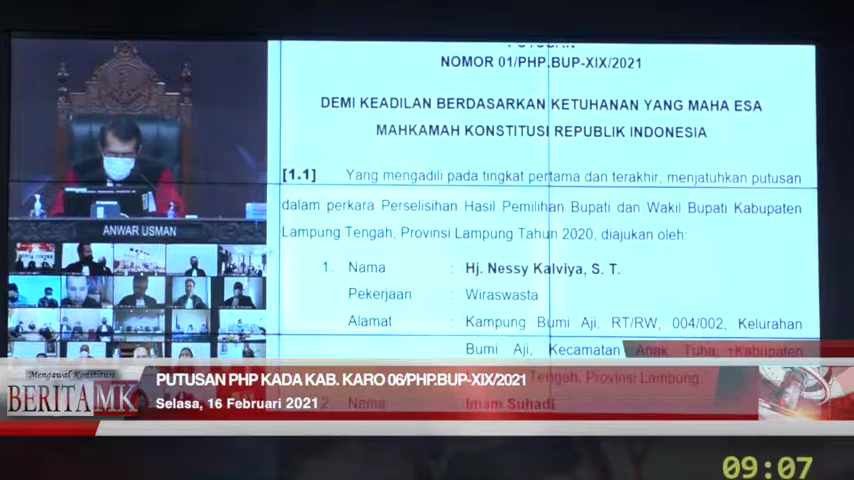 PUTUSAN
NOMOR 01/PHP.BUP-XIX/2021
DEMI KEADILAN BERDASARKAN KETUHANAN YANG MAHA ESA
MAHKAMAH KONSTITUSI REPUBLIK INDONESIA
[1.1] Yang mengadili pada tingkat pertama dan terakhir, menjatuhkan putusan
dalam perkara Perselisihan Hasil Pemilihan Bupati dan Wakil Bupati Kabupaten
Lampung Tengah, Provinsi Lampung Tahun 2020, diajukan oleh:
1. Nama : Hj. Nessy Kalviya, S. T.
Pekerjaan : Wiraswasta
Alamat : Kampung Bumi Aji, RT/RW, 004/002, Kelurahan
Bumi Aji, Kecamatan Anak Tuha, Kabupaten
Tengah, Provinsi Lampung;
2. Nama : Imam Suhadi
ANWAR USMAN
Mengawal Konstitusi
BERITA MK
PUTUSAN PHP KADA KAB. KARO 06/PHP.BUP-XIX/2021
Selasa, 16 Februari 2021
09:07